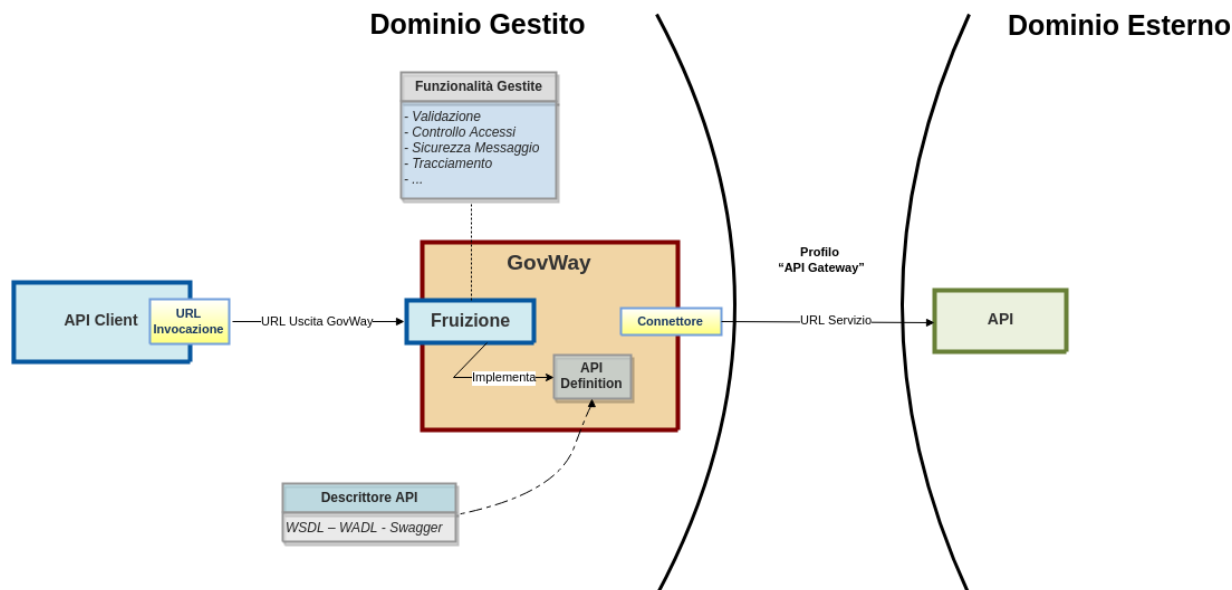 Dominio Gestito
Dominio Esterno
Funzionalità Gestite
- Validazione
- Controllo Accessi
- Sicurezza Messaggio
- Tracciamento
- ...
GovWay
Profilo
“API Gateway”
API Client
URL
Invocazione
URL Uscita GovWay
Fruizione
Connettore
URL Servizio
API
Implementa
API
Definition
Descrittore API
WSDL – WADL - Swagger